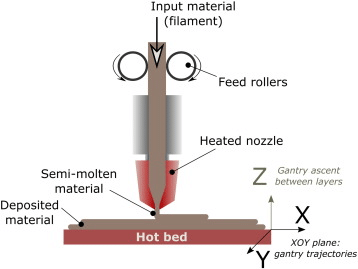 Input material
(filament)
Feed rollers
Heated nozzle
Semi-molten
material
Deposited
material
Hot bed
Z
Gantry ascent
between layers
X
Y
XOY plane:
gantry trajectories